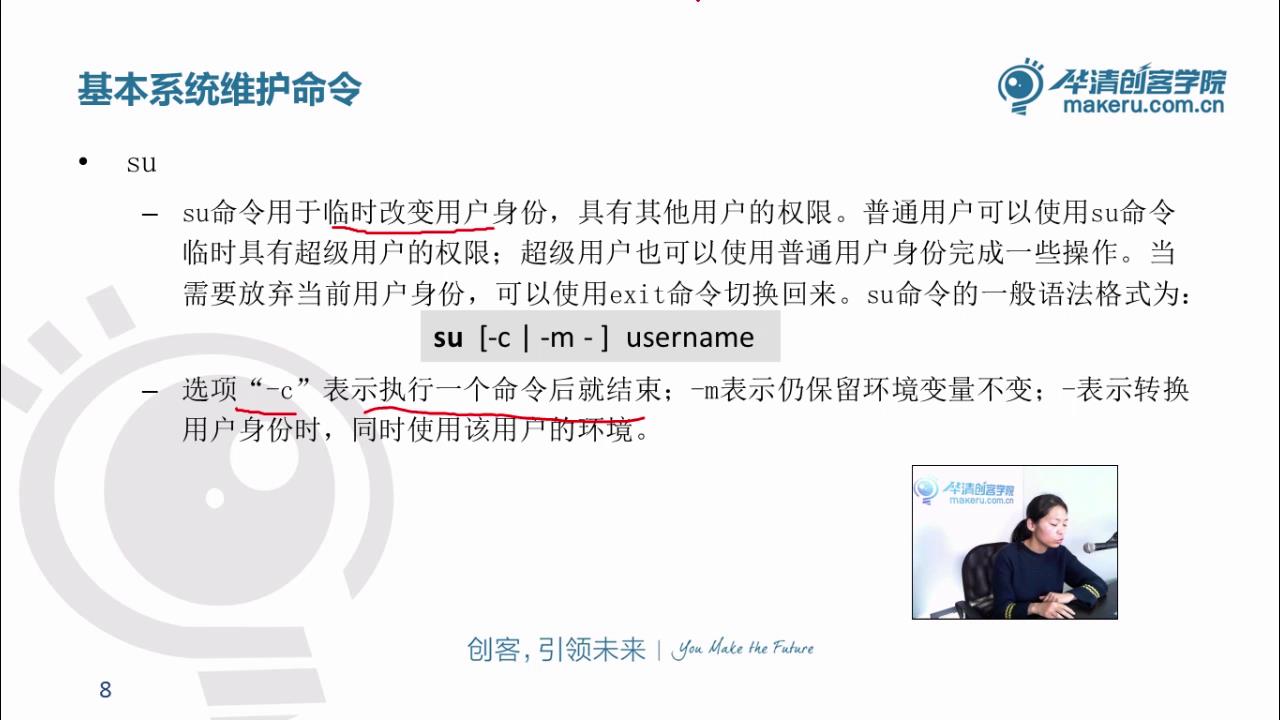 基本系统维护命令
华清创客学院
makeru.com.cn
• su
– su命令用于临时改变用户身份，具有其他用户的权限。普通用户可以使用su命令
临时具有超级用户的权限；超级用户也可以使用普通用户身份完成一些操作。当
需要放弃当前用户身份，可以使用exit命令切换回来。su命令的一般语法格式为：
su [-c | -m - ] username
– 选项“-c”表示执行一个命令后就结束；-m表示仍保留环境变量不变；-表示转换
用户身份时，同时使用该用户的环境。
华清创客学院
makeru.com.cn
创客，引领未来 | You Make the Future
8